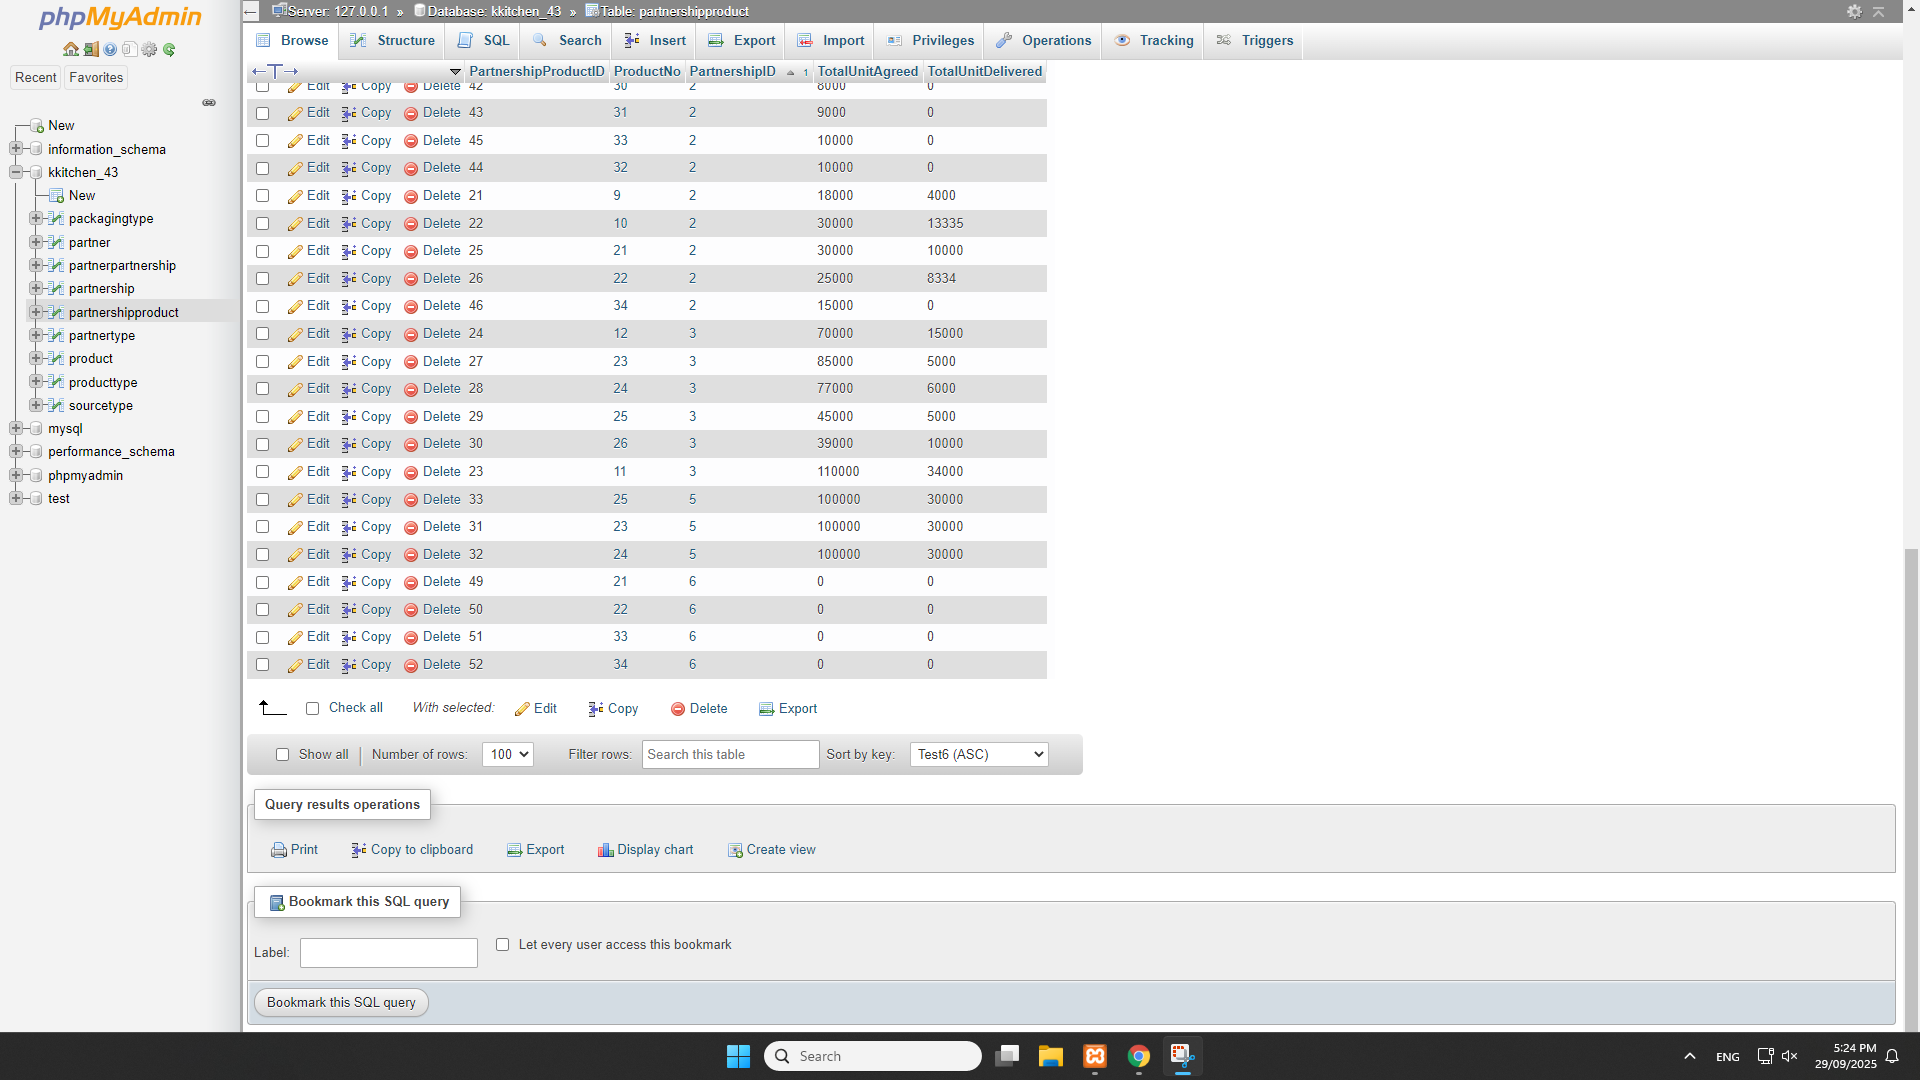 phpMyAdmin
Recent Favorites
New
information_schema
kkitchen_43
New
packagingtype
partner
partnerpartnership
partnership
partnershipproduct
partnertype
product
producttype
sourcetype
mysql
performance_schema
phpmyadmin
test
Server: 127.0.0.1 » Database: kkitchen_43 » Table: partnershipproduct
Browse Structure SQL Search Insert Export Import Privileges Operations Tracking Triggers
PartnershipProductID ProductNo PartnershipID 1 TotalUnitAgreed TotalUnitDelivered
Edit Copy Delete 42 30 2 8000 0
Edit Copy Delete 43 31 2 9000 0
Edit Copy Delete 45 33 2 10000 0
Edit Copy Delete 44 32 2 10000 0
Edit Copy Delete 21 9 2 18000 4000
Edit Copy Delete 22 10 2 30000 13335
Edit Copy Delete 25 21 2 30000 10000
Edit Copy Delete 26 22 2 25000 8334
Edit Copy Delete 46 34 2 15000 0
Edit Copy Delete 24 12 3 70000 15000
Edit Copy Delete 27 23 3 85000 5000
Edit Copy Delete 28 24 3 77000 6000
Edit Copy Delete 29 25 3 45000 5000
Edit Copy Delete 30 26 3 39000 10000
Edit Copy Delete 23 11 3 110000 34000
Edit Copy Delete 33 25 5 100000 30000
Edit Copy Delete 31 23 5 100000 30000
Edit Copy Delete 32 24 5 100000 30000
Edit Copy Delete 49 21 6 0 0
Edit Copy Delete 50 22 6 0 0
Edit Copy Delete 51 33 6 0 0
Edit Copy Delete 52 34 6 0 0
Check all With selected: Edit Copy Delete Export
Show all Number of rows: 100 Filter rows: Search this table Sort by key: Test6 (ASC)
Query results operations
Print Copy to clipboard Export Display chart Create view
Bookmark this SQL query
Label: Let every user access this bookmark
Bookmark this SQL query
Search
ENG
5:24 PM
29/09/2025